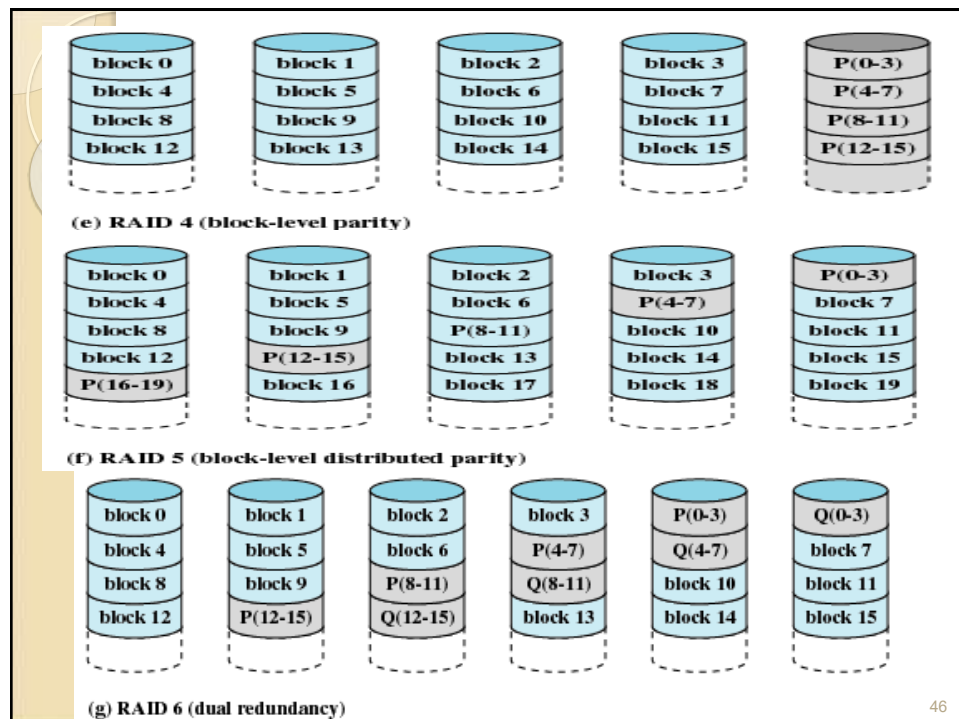 block 0 block 1 block 2 block 3 P(0-3)
block 4 block 5 block 6 block 7 P(4-7)
block 8 block 9 block 10 block 11 P(8-11)
block 12 block 13 block 14 block 15 P(12-15)
(e) RAID 4 (block-level parity)
block 0 block 1 block 2 block 3 P(0-3)
block 4 block 5 block 6 P(4-7) block 7
block 8 block 9 P(8-11) block 10 block 11
block 12 P(12-15) block 13 block 14 block 15
P(16-19) block 16 block 17 block 18 block 19
(f) RAID 5 (block-level distributed parity)
block 0 block 1 block 2 block 3 P(0-3) Q(0-3)
block 4 block 5 block 6 P(4-7) Q(4-7) block 7
block 8 block 9 P(8-11) Q(8-11) block 10 block 11
block 12 P(12-15) Q(12-15) block 13 block 14 block 15
(g) RAID 6 (dual redundancy)
46